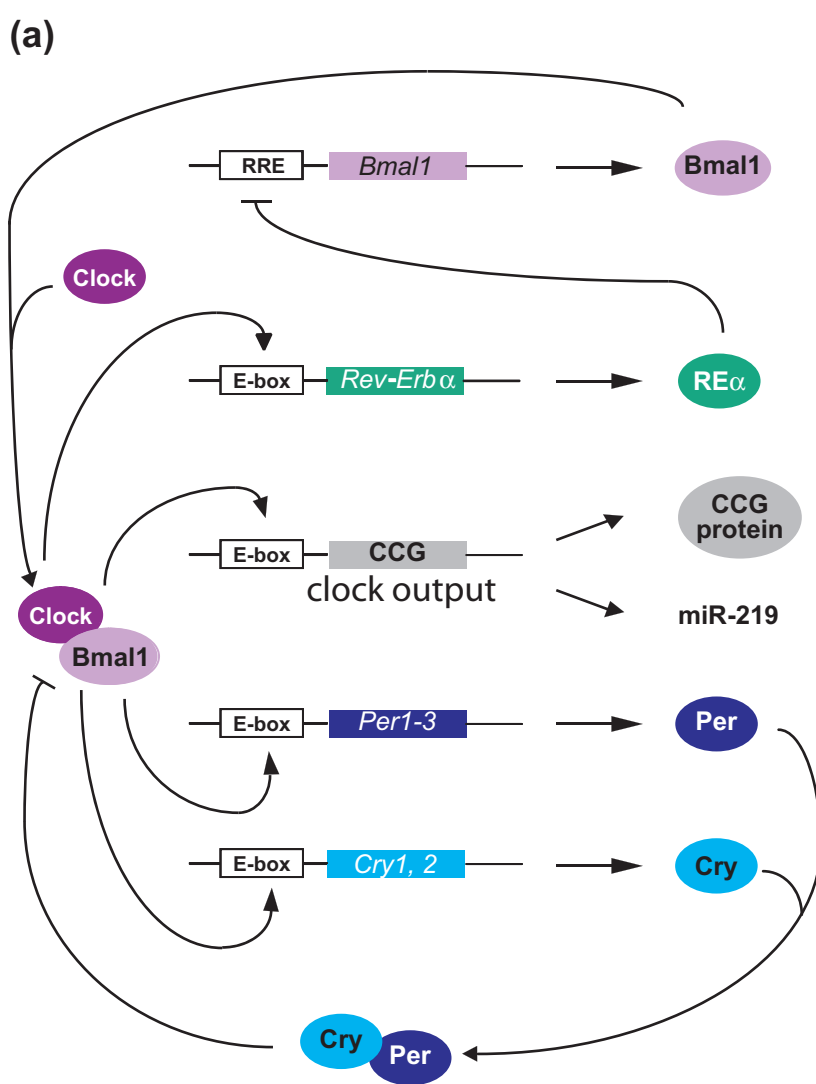 (a)
RRE
Bmal1
Bmal1
Clock
E-box
Rev-Erb α
REα
E-box
CCG
clock output
CCG
protein
miR-219
Clock
Bmal1
E-box
Per1-3
Per
E-box
Cry1, 2
Cry
Cry
Per